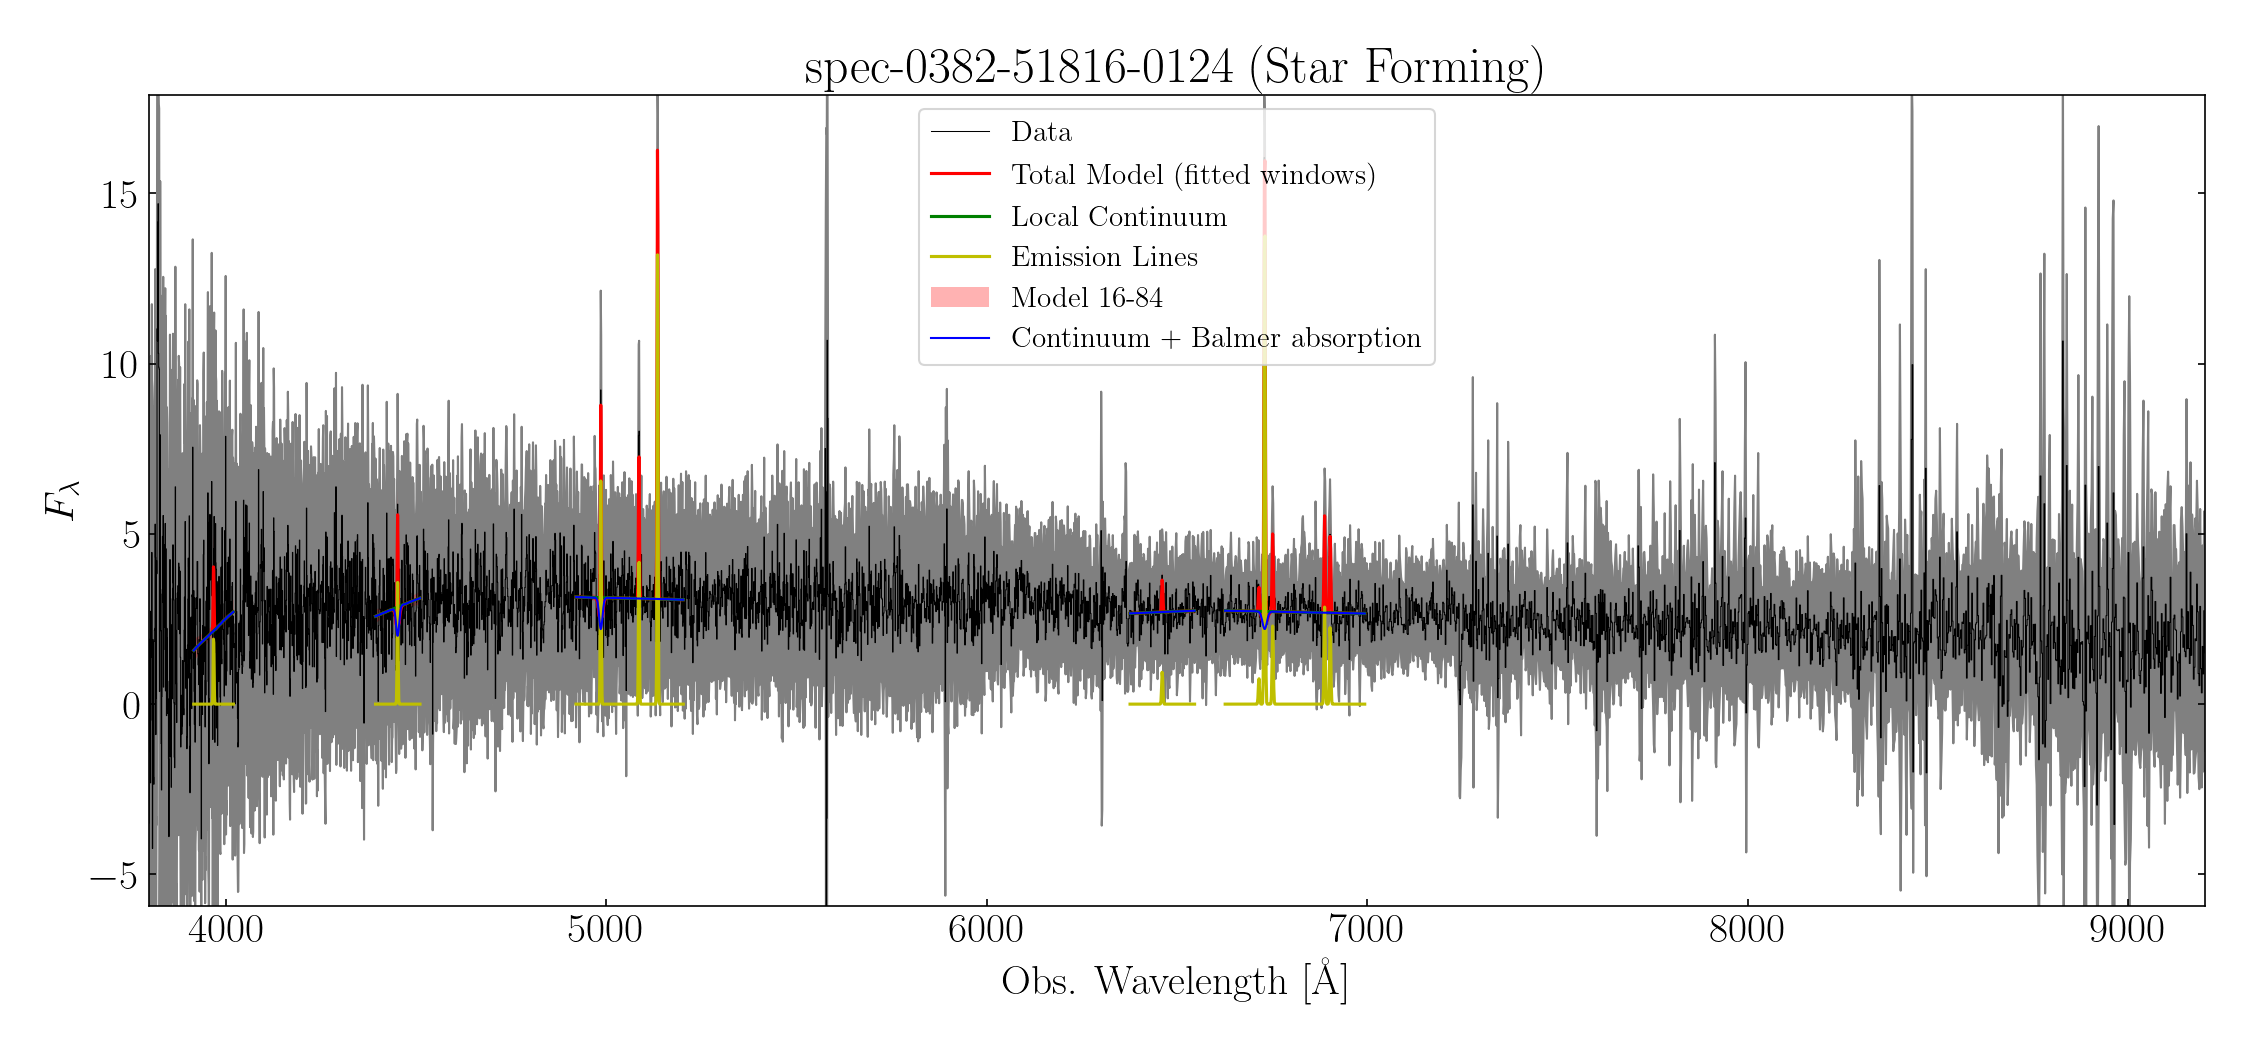 spec-0382-51816-0124 (Star Forming)
Data
Total Model (fitted windows)
Local Continuum
Emission Lines
Model 16-84
Continuum + Balmer absorption
15
10
5
0
−5
Fλ
4000 5000 6000 7000 8000 9000
Obs. Wavelength [Å]